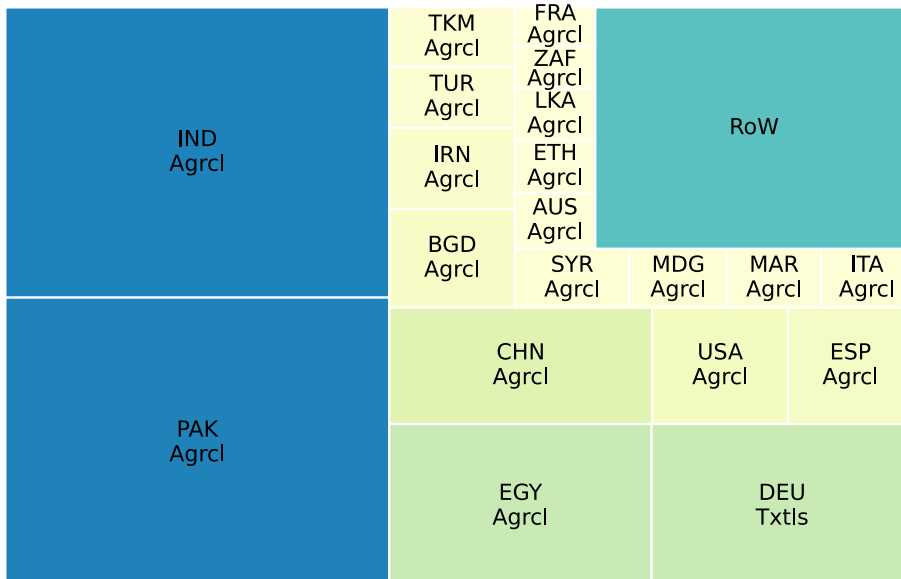 IND
Agrcl
PAK
Agrcl
TKM
Agrcl
TUR
Agrcl
IRN
Agrcl
BGD
Agrcl
FRA
Agrcl
ZAF
Agrcl
LKA
Agrcl
ETH
Agrcl
AUS
Agrcl
RoW
SYR
Agrcl
MDG
Agrcl
MAR
Agrcl
ITA
Agrcl
CHN
Agrcl
USA
Agrcl
ESP
Agrcl
EGY
Agrcl
DEU
Txtls